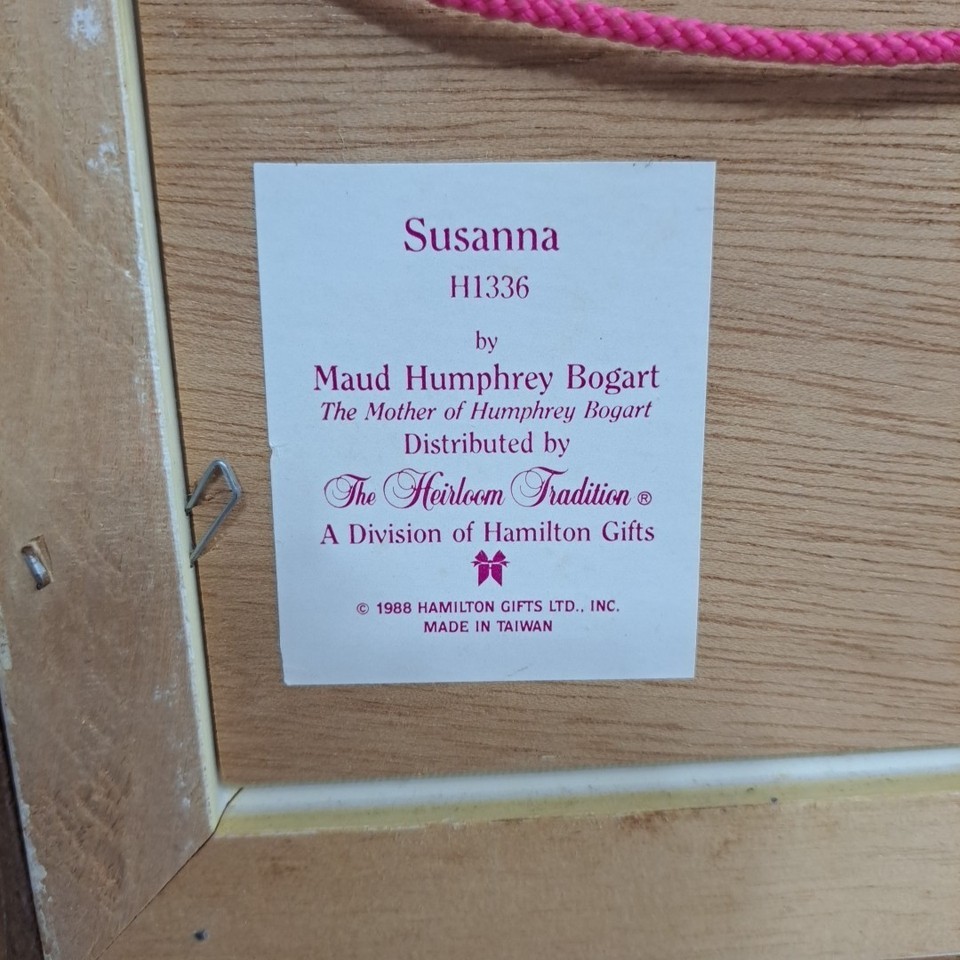 Susanna
H1336
by
Maud Humphrey Bogart
The Mother of Humphrey Bogart
Distributed by
The Heirloom Tradition ®
A Division of Hamilton Gifts
© 1988 HAMILTON GIFTS LTD., INC.
MADE IN TAIWAN